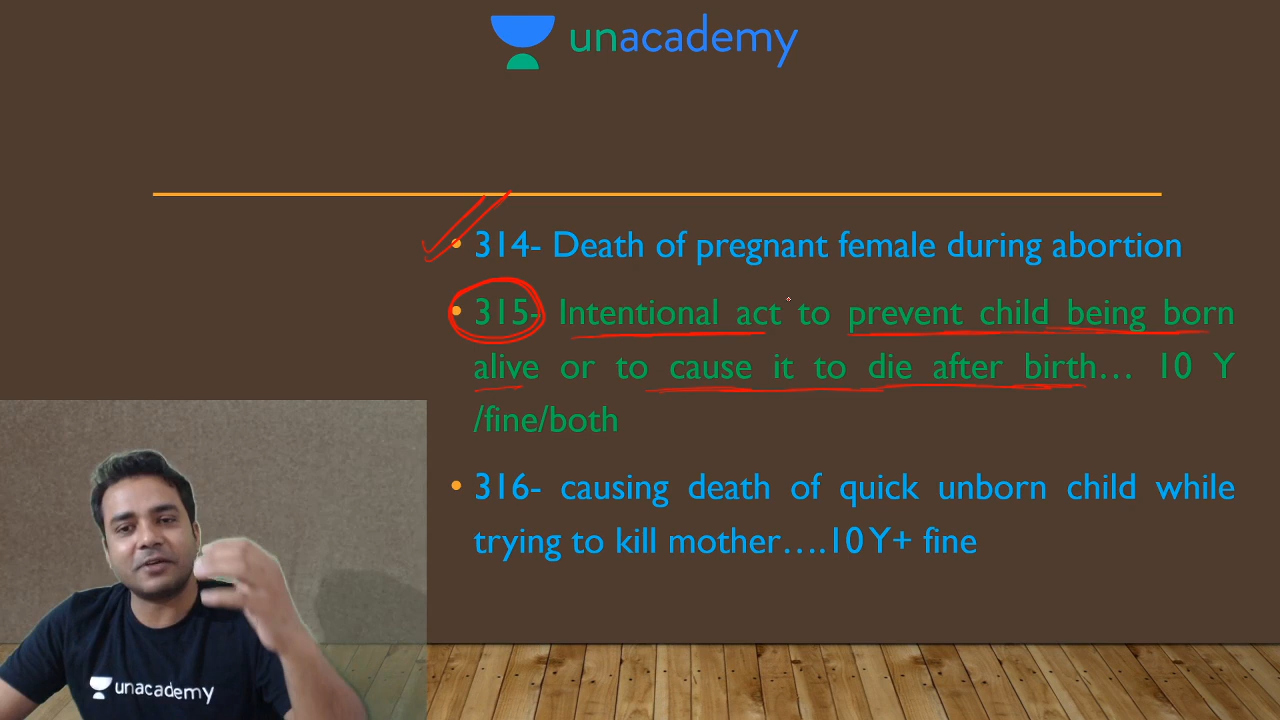 unacademy
• 314- Death of pregnant female during abortion
• 315- Intentional act to prevent child being born
alive or to cause it to die after birth... 10 Y
/fine/both
• 316- causing death of quick unborn child while
trying to kill mother....10 Y+ fine
unacademy